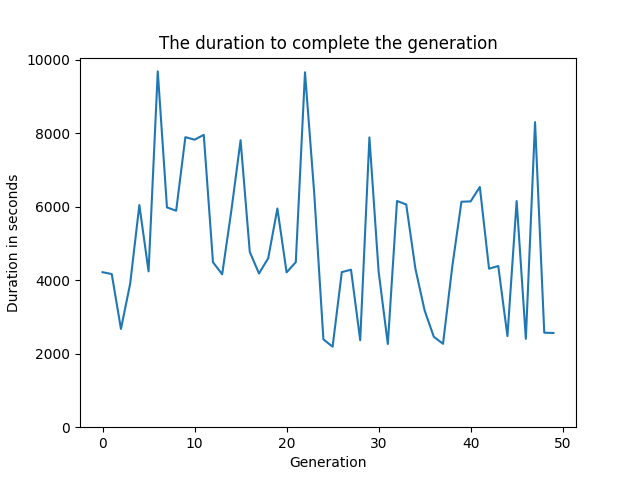 The duration to complete the generation
10000
8000
6000
4000
2000
0
Duration in seconds
0 10 20 30 40 50
Generation